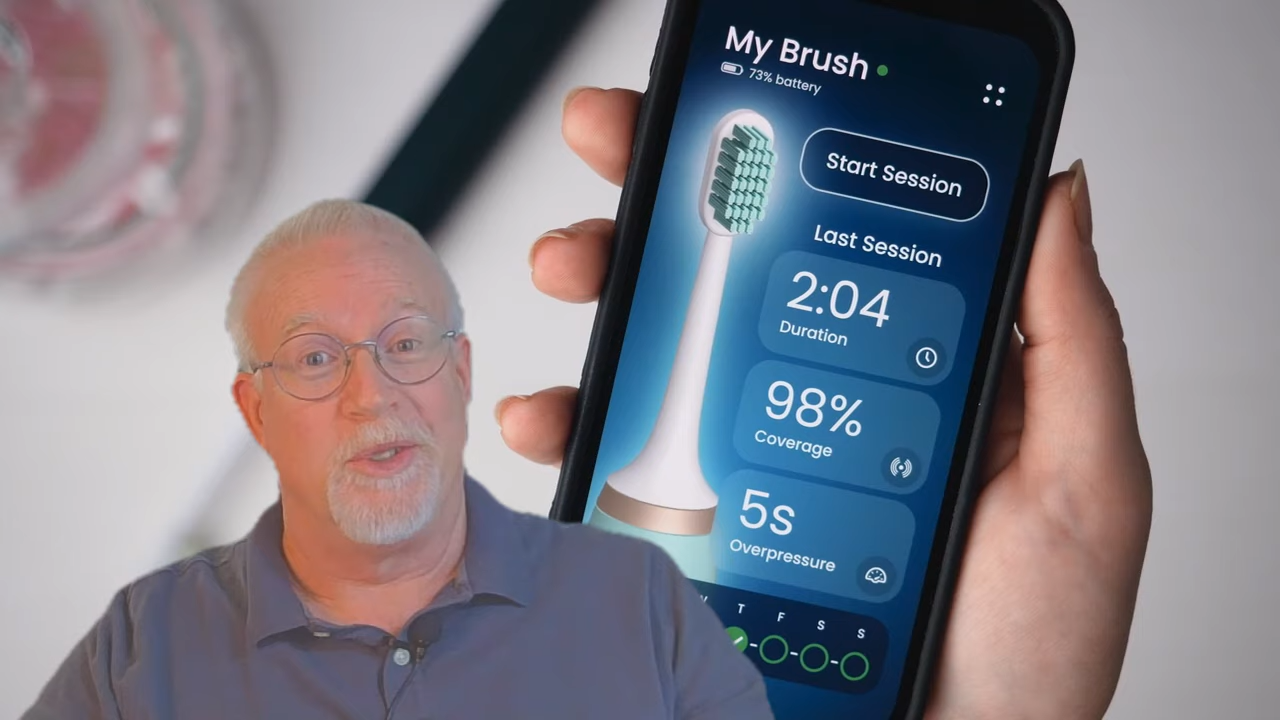 My Brush
73% battery
Start Session
Last Session
2:04
Duration
98%
Coverage
5s
Overpressure
T F S S